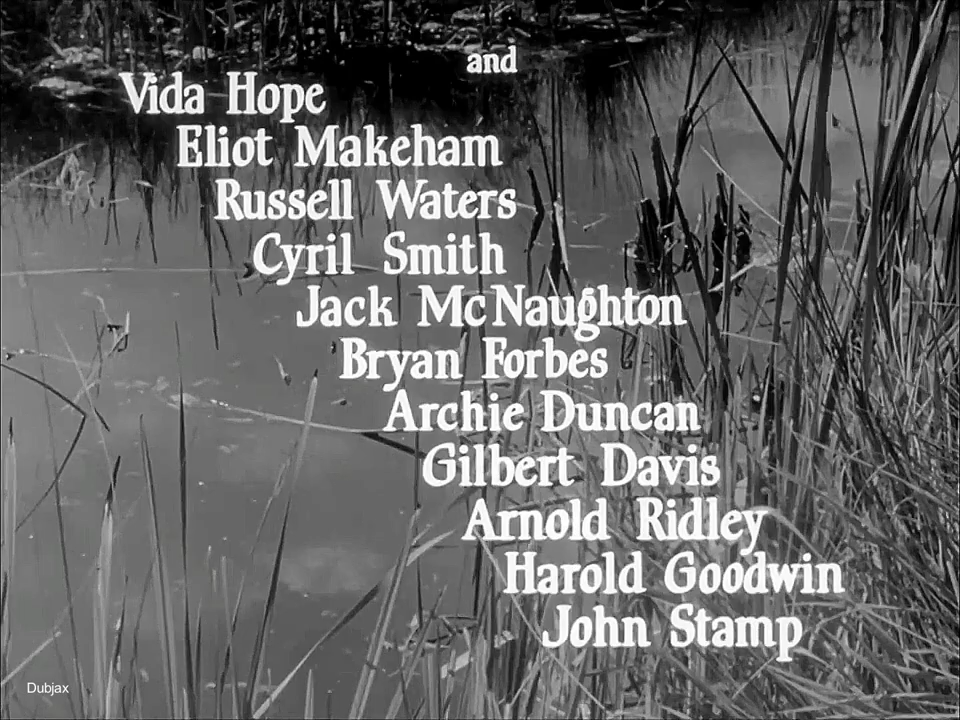 and
Vida Hope
Eliot Makeham
Russell Waters
Cyril Smith
Jack McNaughton
Bryan Forbes
Archie Duncan
Gilbert Davis
Arnold Ridley
Harold Goodwin
John Stamp
Dubjax